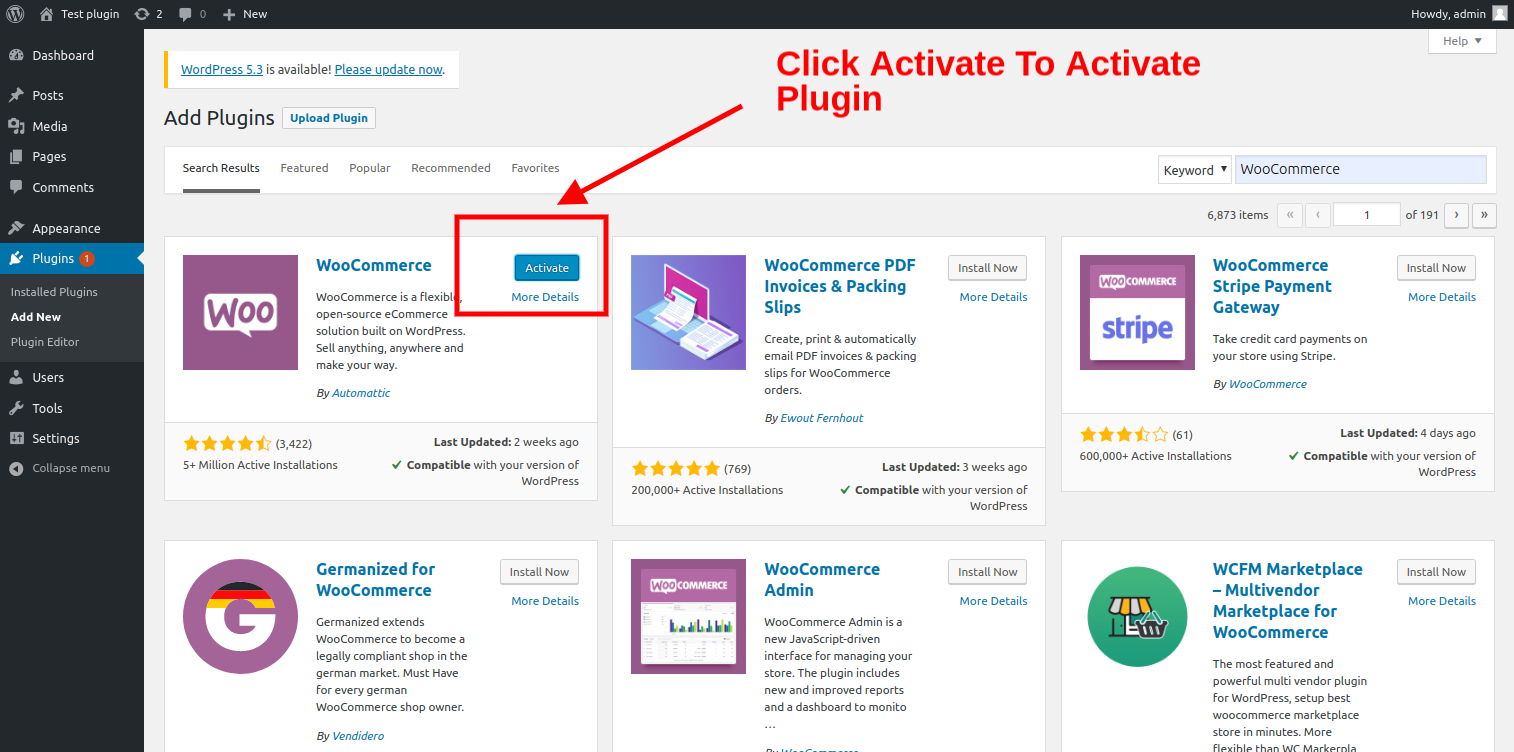 Test plugin
2
0
New
Howdy, admin
Dashboard
Posts
Media
Pages
Comments
Appearance
Plugins 1
Installed Plugins
Add New
Plugin Editor
Users
Tools
Settings
Collapse menu
Help
WordPress 5.3 is available! Please update now.
Click Activate To Activate
Plugin
Add Plugins
Upload Plugin
Search Results
Featured
Popular
Recommended
Favorites
Keyword
WooCommerce
6,873 items
«
‹
1
of 191
›
»
WOO
WooCommerce
Activate
More Details
WooCommerce is a flexible,
open-source eCommerce
solution built on WordPress.
Sell anything, anywhere and
make your way.
By Automattic
(3,422)
5+ Million Active Installations
Last Updated: 2 weeks ago
Compatible with your version of
WordPress
WooCommerce PDF
Invoices & Packing
Slips
Install Now
More Details
Create, print & automatically
email PDF invoices & packing
slips for WooCommerce
orders.
By Ewout Fernhout
(769)
200,000+ Active Installations
Last Updated: 3 weeks ago
Compatible with your version of
WordPress
WOO COMMERCE
stripe
WooCommerce
Stripe Payment
Gateway
Install Now
More Details
Take credit card payments on
your store using Stripe.
By WooCommerce
(61)
600,000+ Active Installations
Last Updated: 4 days ago
Compatible with your version of
WordPress
G
Germanized for
WooCommerce
Install Now
More Details
Germanized extends
WooCommerce to become a
legally compliant shop in the
german market. Must Have
for every german
WooCommerce shop owner.
By Vendidero
WOO COMMERCE
WooCommerce
Admin
Install Now
More Details
WooCommerce Admin is a
new JavaScript-driven
interface for managing your
store. The plugin includes
new and improved reports
and a dashboard to monito
…
By WooCommerce
WCFM Marketplace
– Multivendor
Marketplace for
WooCommerce
Install Now
More Details
The most featured and
powerful multi vendor plugin
for WordPress, setup best
woocommerce marketplace
store in minutes. More
flexible than WC Markerpla